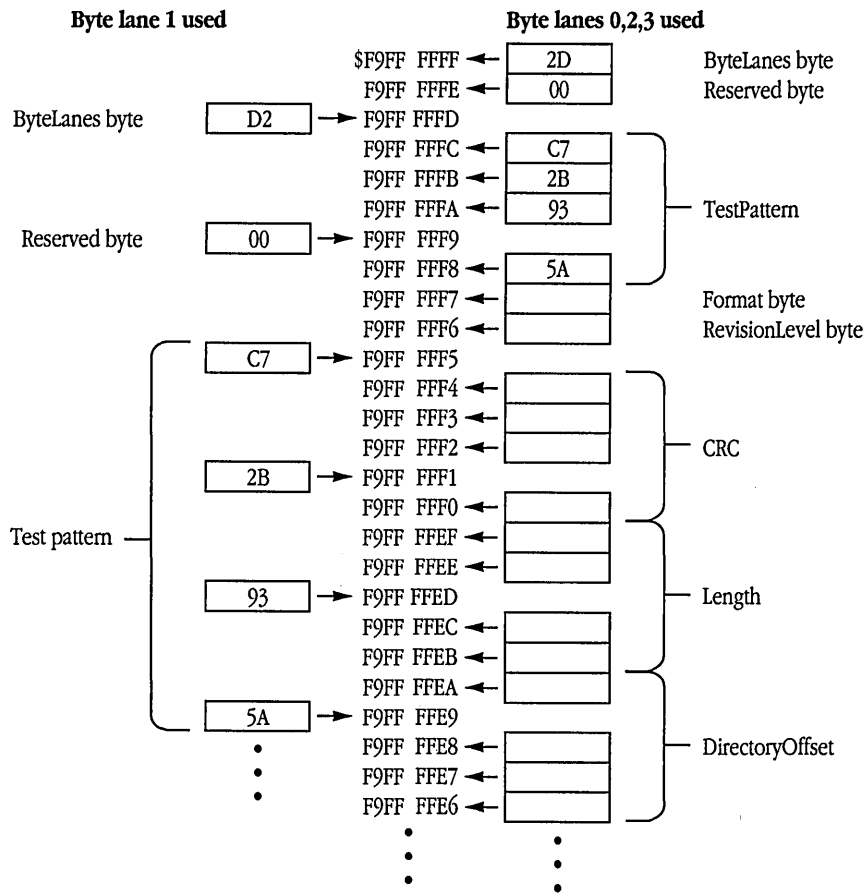 Byte lane 1 used Byte lanes 0,2,3 used
$F9FF FFFF 2D ByteLanes byte
F9FF FFFE 00 Reserved byte
ByteLanes byte D2 F9FF FFFD
F9FF FFFC C7
F9FF FFFB 2B
F9FF FFFA 93 TestPattern
Reserved byte 00 F9FF FFF9
F9FF FFF8 5A
F9FF FFF7 Format byte
F9FF FFF6 RevisionLevel byte
C7 F9FF FFF5
F9FF FFF4
F9FF FFF3
F9FF FFF2 CRC
2B F9FF FFF1
F9FF FFF0
Test pattern F9FF FFEF
F9FF FFEE
93 F9FF FFED Length
F9FF FFEC
F9FF FFEB
F9FF FFEA
5A F9FF FFE9
F9FF FFE8 DirectoryOffset
F9FF FFE7
F9FF FFE6